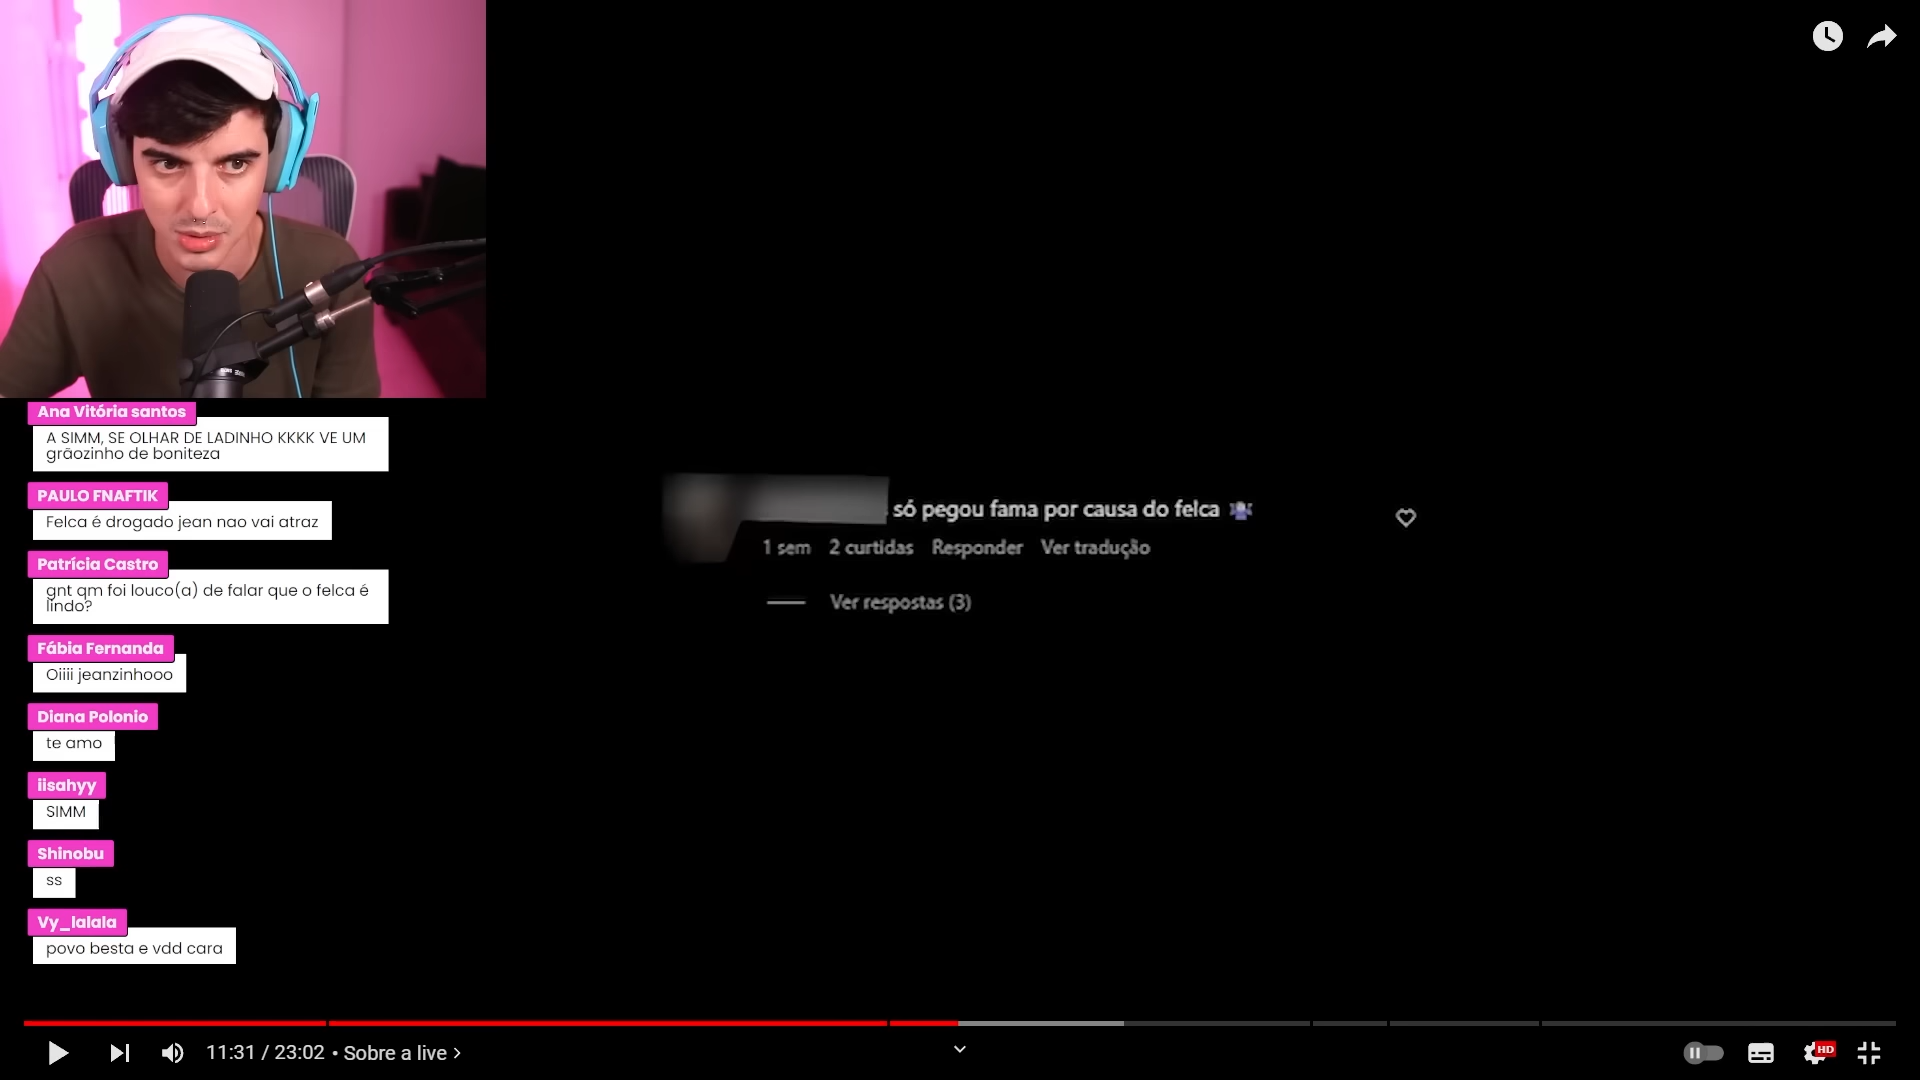 Ana Vitória santos
A SIMM, SE OLHAR DE LADINHO KKKK VE UM
grãozinho de boniteza
PAULO FNAFTIK
Felca é drogado jean nao vai atraz
Patrícia Castro
gnt qm foi louco(a) de falar que o felca é
lindo?
Fábia Fernanda
Oiiii jeanzinhooo
Diana Polonio
te amo
iisahyy
SIMM
Shinobu
ss
Vy_lalala
povo besta e vdd cara
só pegou fama por causa do felca
1 sem 2 curtidas Responder Ver tradução
Ver respostas (3)
11:31 / 23:02 • Sobre a live
HD